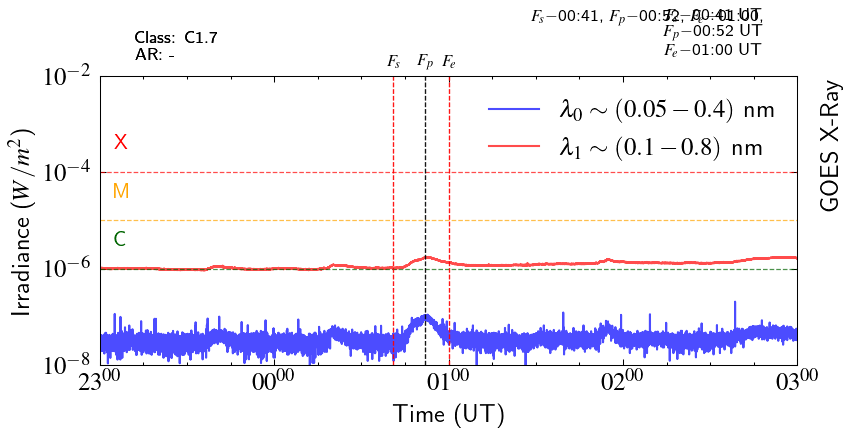 F_s−00:41, F_p−00:52, F_e−01:00,
F_s−00:41 UT
F_p−00:52 UT
F_e−01:00 UT
Class: C1.7
AR: -
F_s F_p F_e
10^−2
10^−4
10^−6
10^−8
Irradiance (W/m^2)
X
M
C
λ_0 ∼ (0.05 − 0.4) nm
λ_1 ∼ (0.1 − 0.8) nm
GOES X-Ray
23^00 00^00 01^00 02^00 03^00
Time (UT)